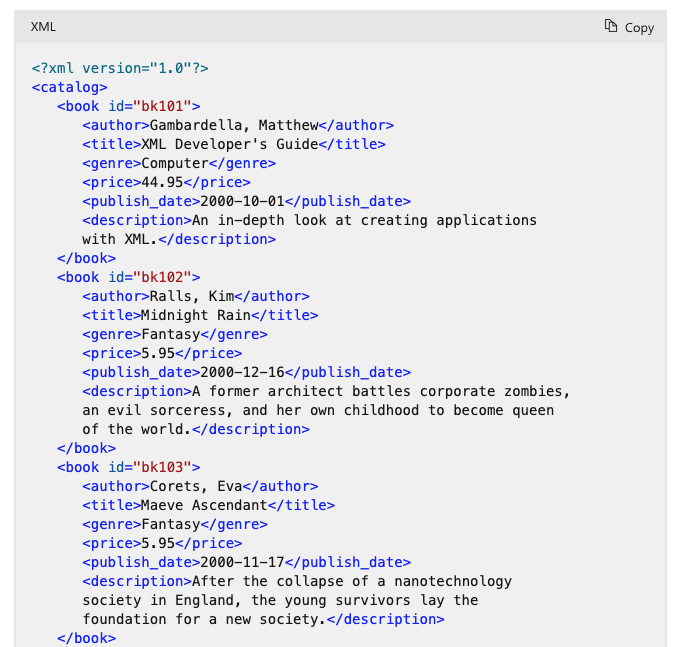 XML
Copy
<?xml version="1.0"?>
<catalog>
   <book id="bk101">
      <author>Gambardella, Matthew</author>
      <title>XML Developer's Guide</title>
      <genre>Computer</genre>
      <price>44.95</price>
      <publish_date>2000-10-01</publish_date>
      <description>An in-depth look at creating applications
      with XML.</description>
   </book>
   <book id="bk102">
      <author>Ralls, Kim</author>
      <title>Midnight Rain</title>
      <genre>Fantasy</genre>
      <price>5.95</price>
      <publish_date>2000-12-16</publish_date>
      <description>A former architect battles corporate zombies,
      an evil sorceress, and her own childhood to become queen
      of the world.</description>
   </book>
   <book id="bk103">
      <author>Corets, Eva</author>
      <title>Maeve Ascendant</title>
      <genre>Fantasy</genre>
      <price>5.95</price>
      <publish_date>2000-11-17</publish_date>
      <description>After the collapse of a nanotechnology
      society in England, the young survivors lay the
      foundation for a new society.</description>
   </book>